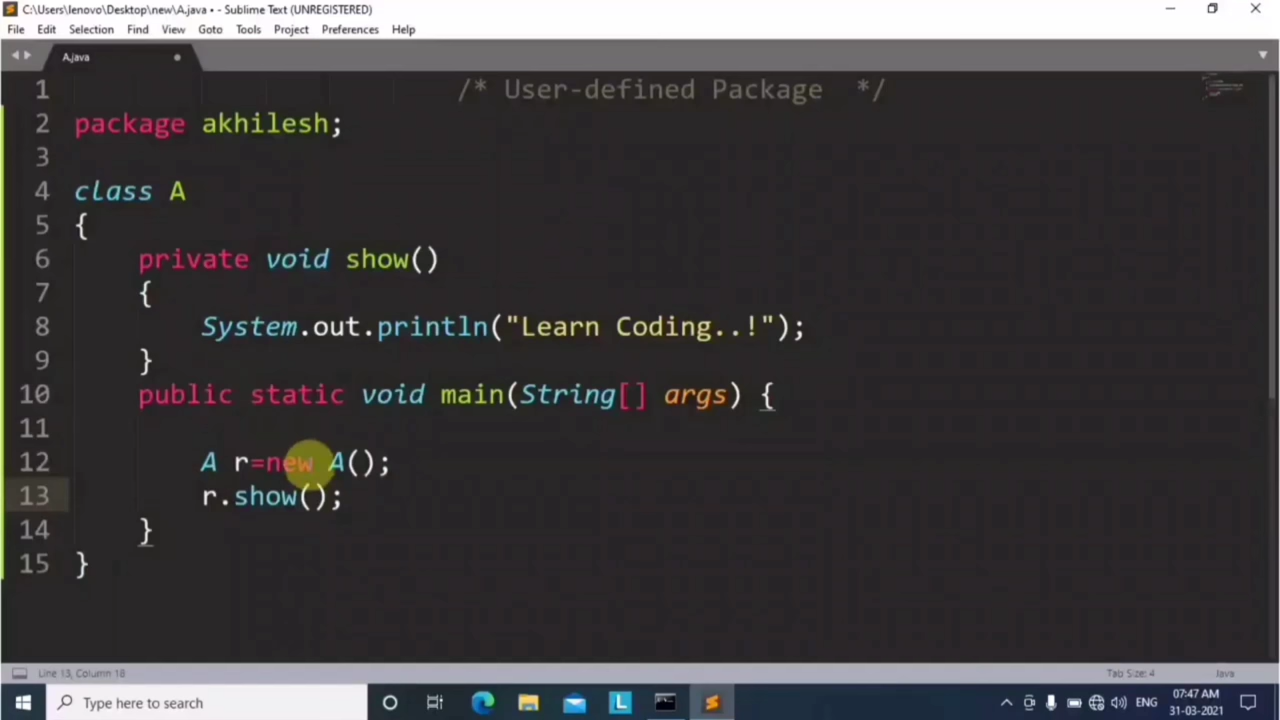 C:\Users\lenovo\Desktop\new\A.java • - Sublime Text (UNREGISTERED)
File Edit Selection Find View Goto Tools Project Preferences Help
A.java
1 /* User-defined Package */
2 package akhilesh;
3
4 class A
5 {
6 private void show()
7 {
8 System.out.println("Learn Coding..!");
9 }
10 public static void main(String[] args) {
11
12 A r=new A();
13 r.show();
14 }
15 }
Line 13, Column 18 Tab Size: 4 Java
Type here to search L ENG 07:47 AM
31-03-2021